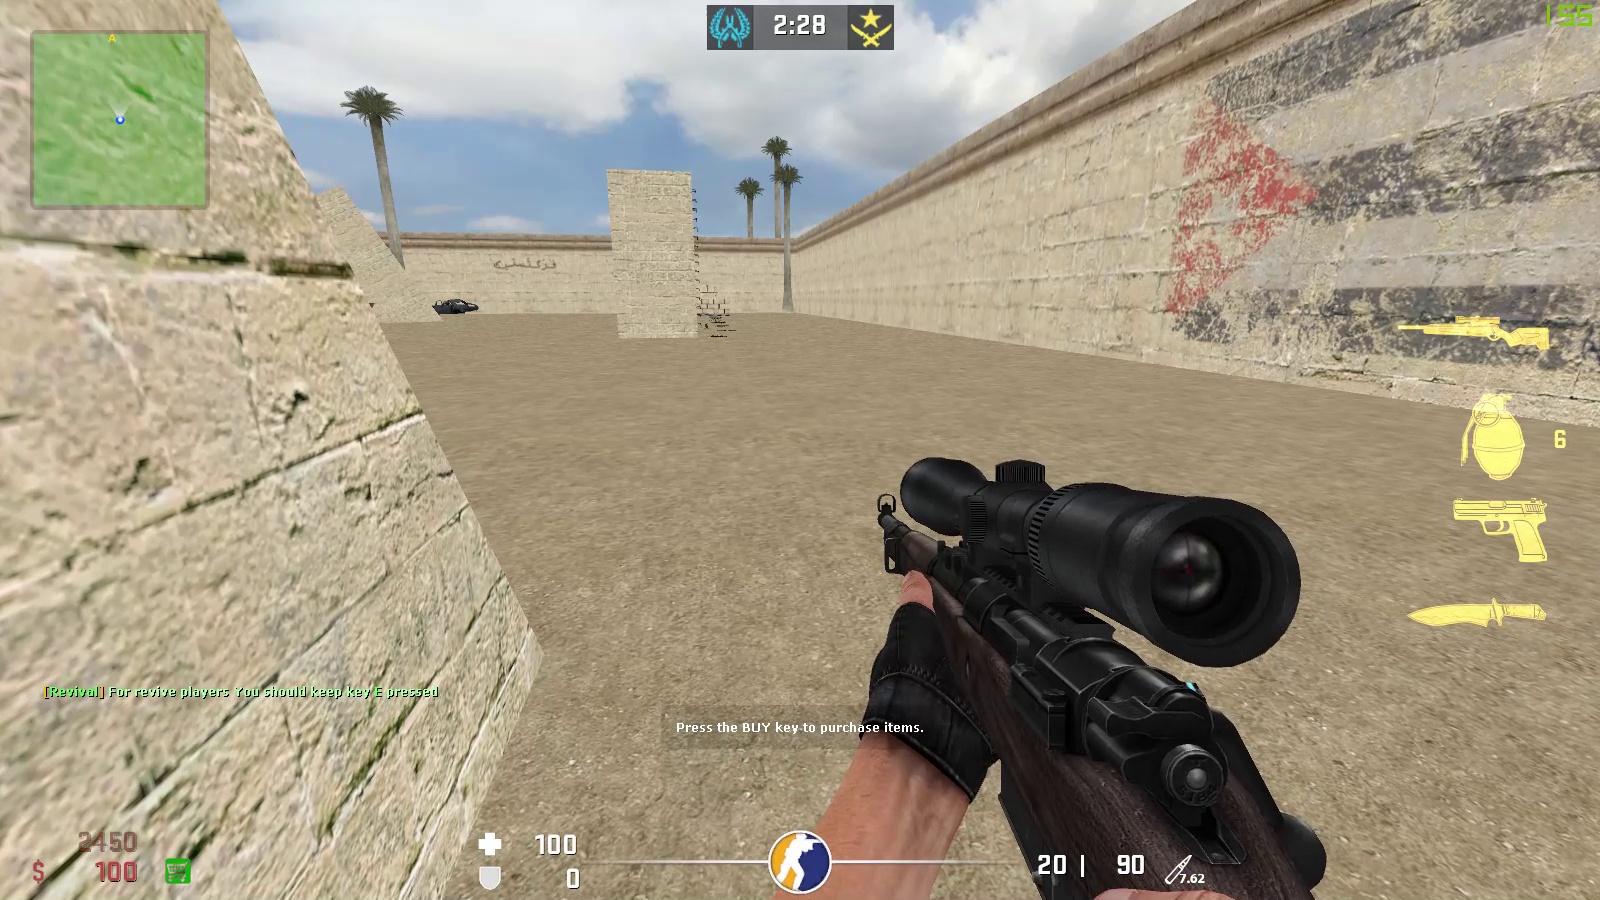 A
2:28
155
6
[Revival] For revive players You should keep key E pressed
Press the BUY key to purchase items.
2450
$ 100
100
0
20 | 90
7.62